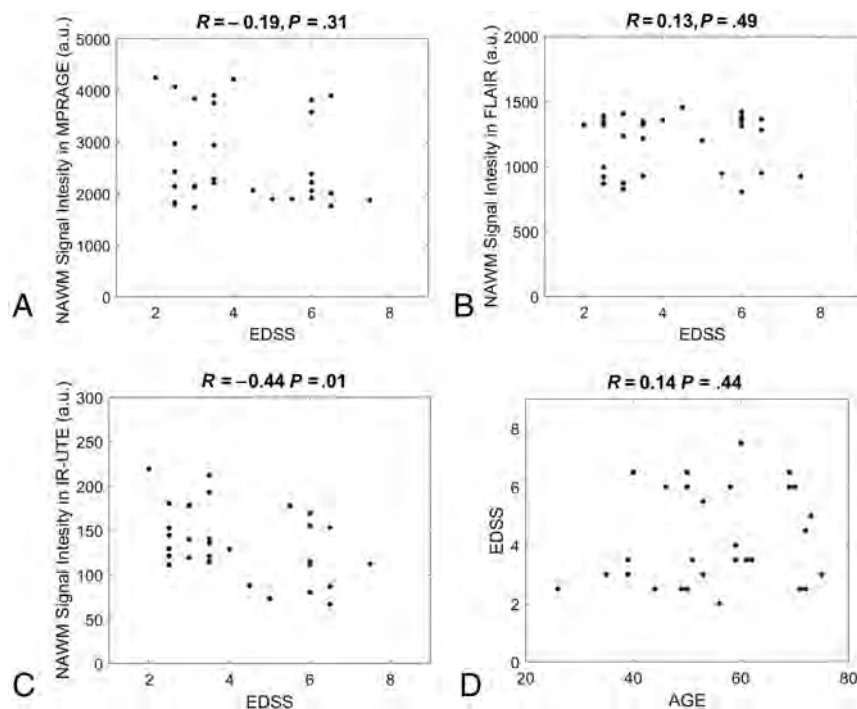 R = – 0.19, P = .31
NAWM Signal Intesity in MPRAGE (a.u.)
5000
4000
3000
2000
1000
0
2 4 6 8
EDSS
A
R = 0.13, P = .49
NAWM Signal Intesity in FLAIR (a.u.)
2000
1500
1000
500
0
2 4 6 8
EDSS
B
R = –0.44 P = .01
NAWM Signal Intesity in IR-UTE (a.u.)
300
250
200
150
100
50
0
2 4 6 8
EDSS
C
R = 0.14 P = .44
EDSS
8
6
4
2
0
20 40 60 80
AGE
D